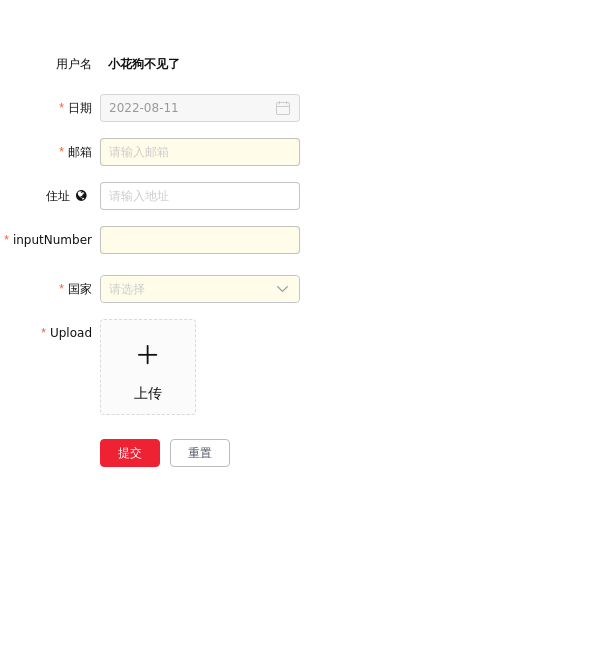 用户名 小花狗不见了
* 日期 2022-08-11
* 邮箱 请输入邮箱
住址 请输入地址
* inputNumber
* 国家 请选择
* Upload
上传
提交 重置